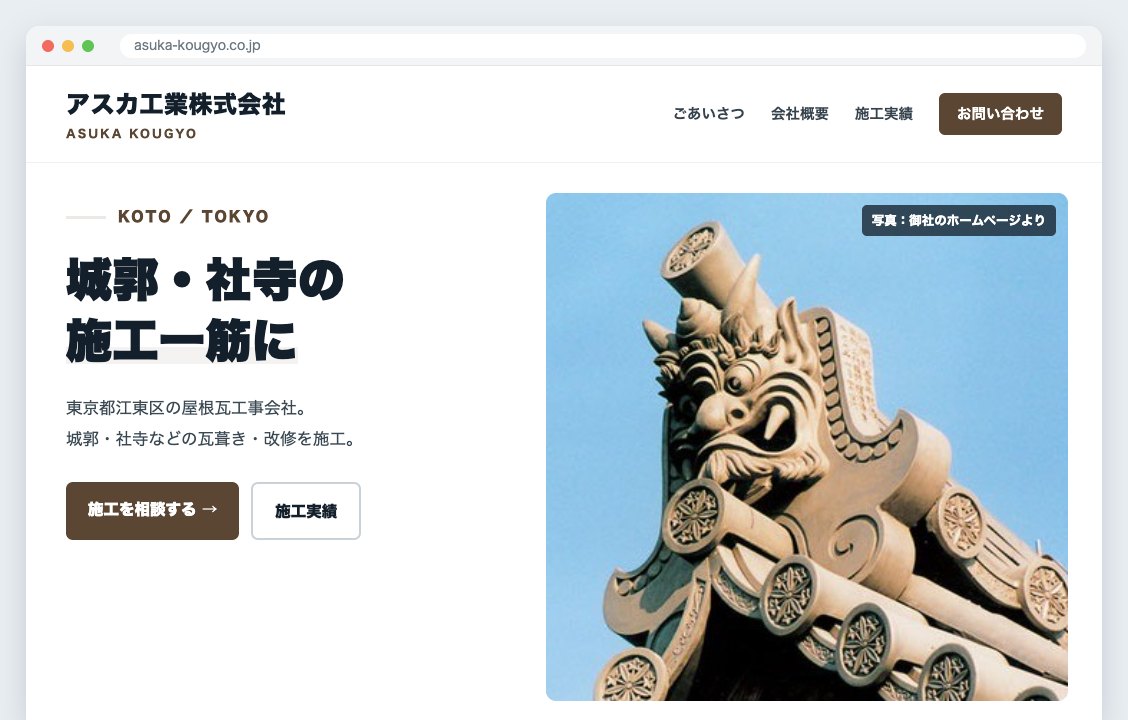 asuka-kougyo.co.jp
アスカ工業株式会社
ASUKA KOUGYO
ごあいさつ 会社概要 施工実績 お問い合わせ
KOTO ／ TOKYO
写真：御社のホームページより
城郭・社寺の
施工一筋に
東京都江東区の屋根瓦工事会社。
城郭・社寺などの瓦葺き・改修を施工。
施工を相談する → 施工実績